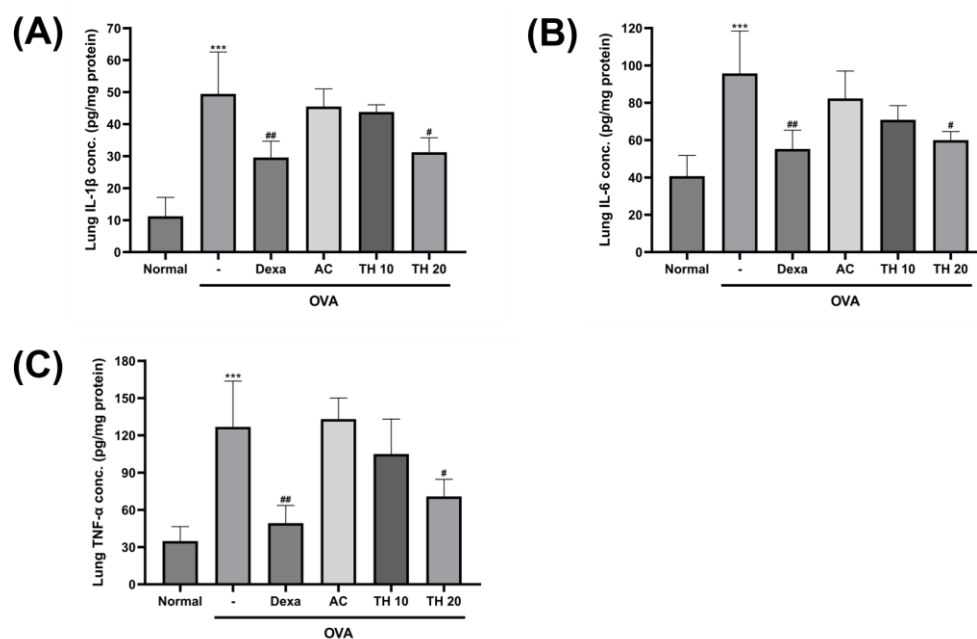 (A)
Lung IL-1β conc. (pg/mg protein)
70
60
50
40
30
20
10
0
***
##
#
Normal - Dexa AC TH 10 TH 20
OVA
(B)
Lung IL-6 conc. (pg/mg protein)
120
100
80
60
40
20
0
***
##
#
Normal - Dexa AC TH 10 TH 20
OVA
(C)
Lung TNF-α conc. (pg/mg protein)
180
150
120
90
60
30
0
***
##
#
Normal - Dexa AC TH 10 TH 20
OVA